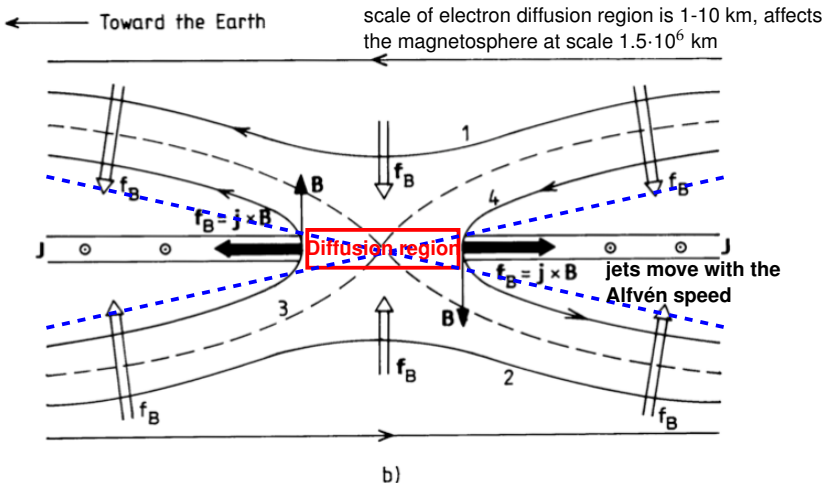 Toward the Earth
scale of electron diffusion region is 1-10 km, affects
the magnetosphere at scale 1.5·10⁶ km
1
f_B
f_B
f_B
B
4
f_B = j × B
J
Diffusion region
J
f_B = j × B
jets move with the
Alfvén speed
3
B
f_B
2
f_B
f_B
b)